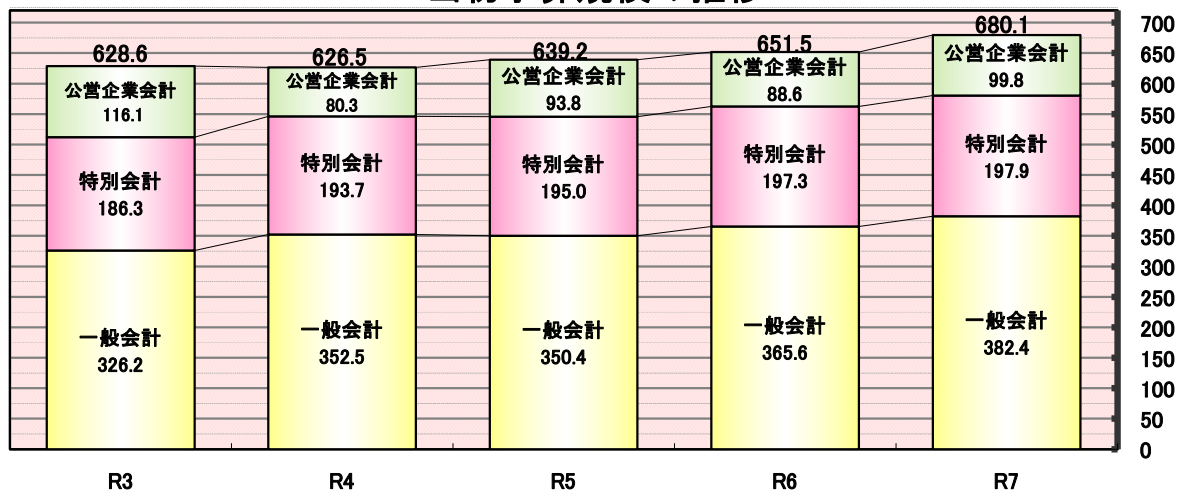 628.6
626.5
639.2
651.5
680.1
公営企業会計
116.1
公営企業会計
80.3
公営企業会計
93.8
公営企業会計
88.6
公営企業会計
99.8
特別会計
186.3
特別会計
193.7
特別会計
195.0
特別会計
197.3
特別会計
197.9
一般会計
326.2
一般会計
352.5
一般会計
350.4
一般会計
365.6
一般会計
382.4
700
650
600
550
500
450
400
350
300
250
200
150
100
50
0
R3
R4
R5
R6
R7